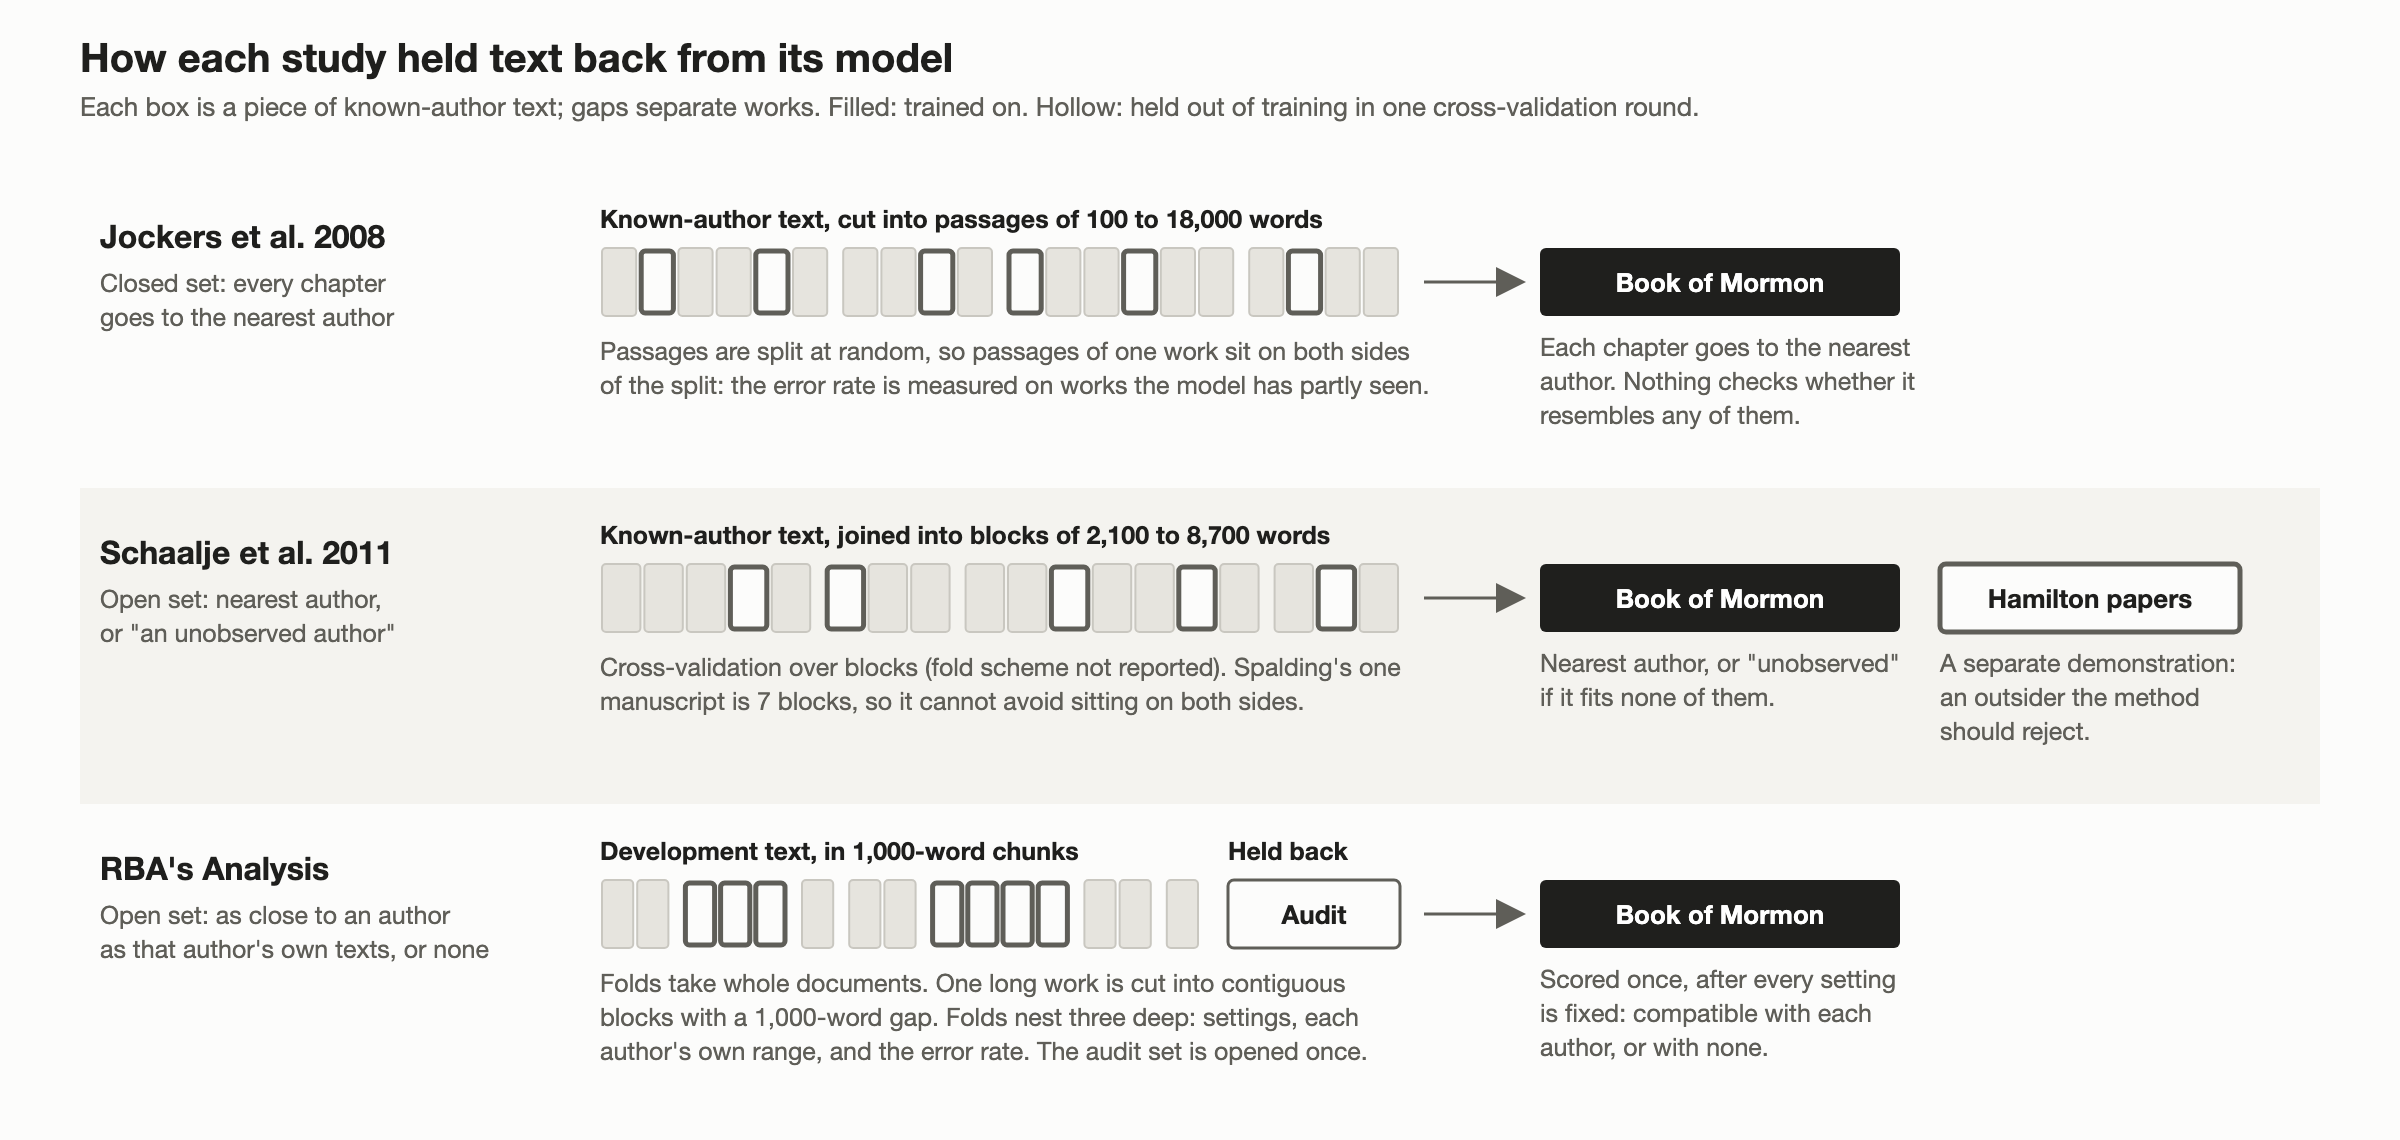 How each study held text back from its model
Each box is a piece of known-author text; gaps separate works. Filled: trained on. Hollow: held out of training in one cross-validation round.
Jockers et al. 2008
Closed set: every chapter
goes to the nearest author
Known-author text, cut into passages of 100 to 18,000 words
Passages are split at random, so passages of one work sit on both sides
of the split: the error rate is measured on works the model has partly seen.
Book of Mormon
Each chapter goes to the nearest
author. Nothing checks whether it
resembles any of them.
Schaalje et al. 2011
Open set: nearest author,
or "an unobserved author"
Known-author text, joined into blocks of 2,100 to 8,700 words
Cross-validation over blocks (fold scheme not reported). Spalding's one
manuscript is 7 blocks, so it cannot avoid sitting on both sides.
Book of Mormon
Nearest author, or "unobserved"
if it fits none of them.
Hamilton papers
A separate demonstration:
an outsider the method
should reject.
RBA's Analysis
Open set: as close to an author
as that author's own texts, or none
Development text, in 1,000-word chunks
Held back
Audit
Folds take whole documents. One long work is cut into contiguous
blocks with a 1,000-word gap. Folds nest three deep: settings, each
author's own range, and the error rate. The audit set is opened once.
Book of Mormon
Scored once, after every setting
is fixed: compatible with each
author, or with none.